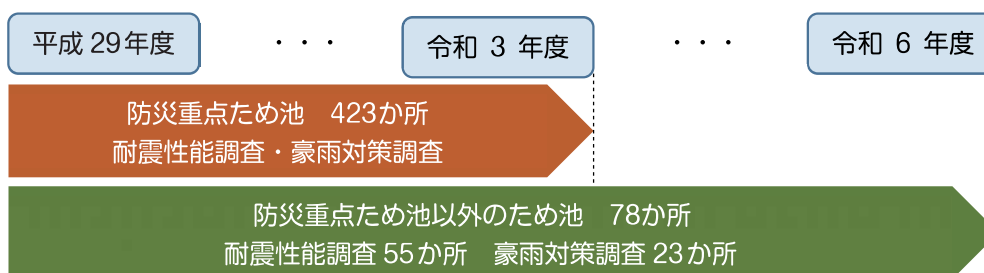 平成 29年度 ・・・ 令和 3 年度 ・・・ 令和 6 年度
防災重点ため池 423か所
耐震性能調査・豪雨対策調査
防災重点ため池以外のため池 78か所
耐震性能調査 55か所 豪雨対策調査 23か所